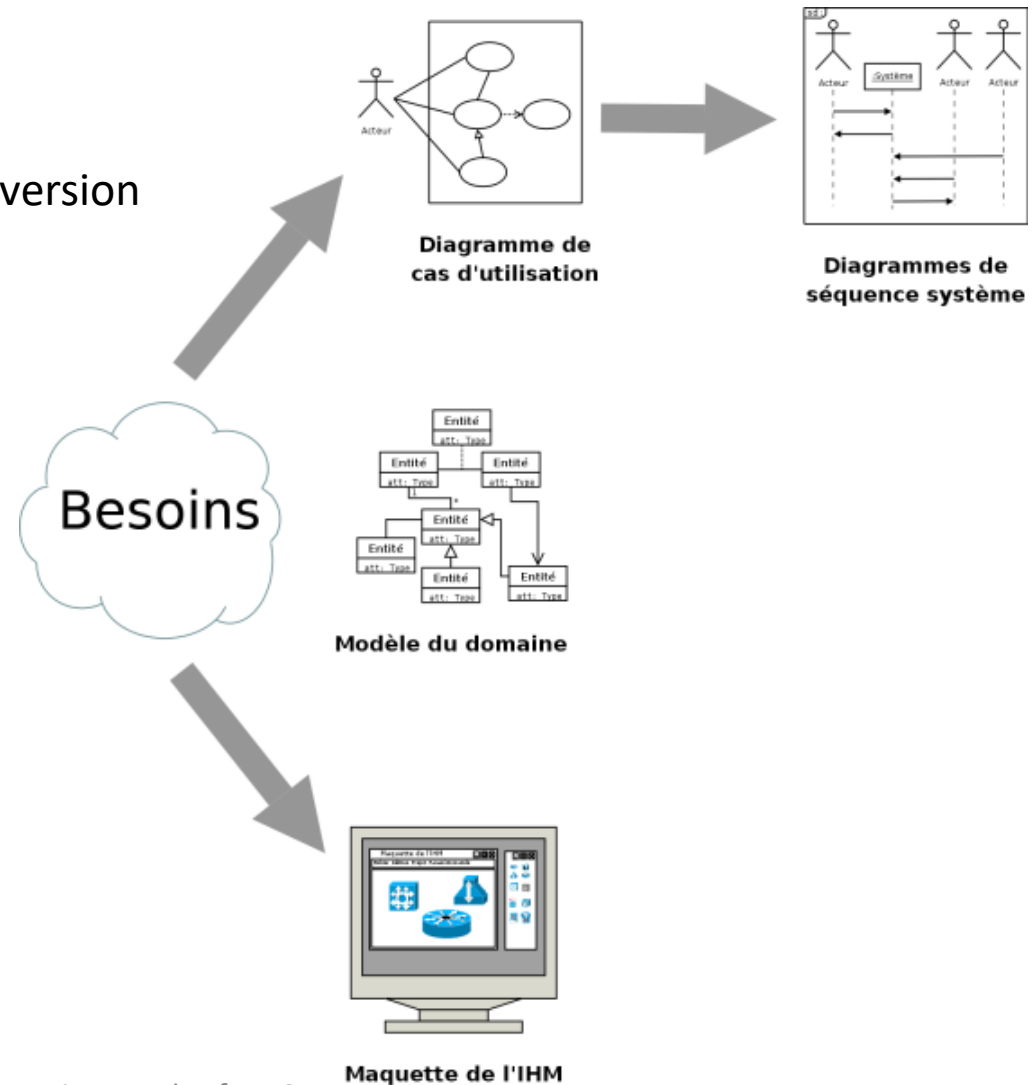 version
Acteur
Diagramme de
cas d'utilisation
sd
Acteur
:Système
Acteur
Acteur
Diagrammes de
séquence système
Besoins
Entité
att: Type
Entité
att: Type
Entité
att: Type
1
*
Entité
att: Type
Entité
att: Type
Entité
att: Type
Entité
att: Type
Modèle du domaine
Maquette de l'IHM
Maquette de l'IHM